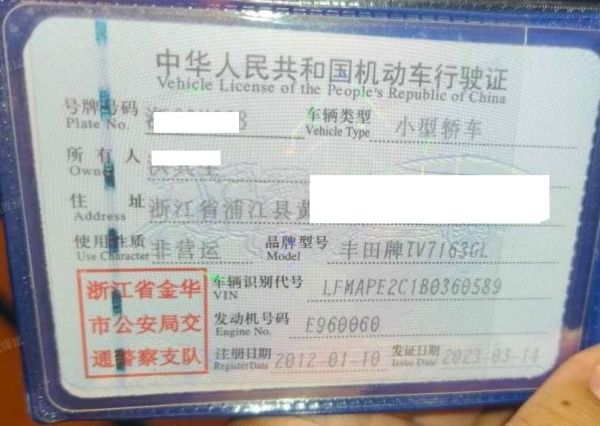 中华人民共和国机动车行驶证
Vehicle License of the People's Republic of China
号牌号码 车辆类型 小型轿车
Plate No. Vehicle Type
所有人
Owner
住址 浙江省浦江县黄
Address
使用性质 非营运 品牌型号 丰田牌TV7163GL
Use Character Model
浙江省金华市公安局交通警察支队
车辆识别代号 LFMAPE2C1B0360589
VIN
发动机号码 E960060
Engine No.
注册日期 2012-01-10 发证日期 2023-03-14
Register Date Issue Date